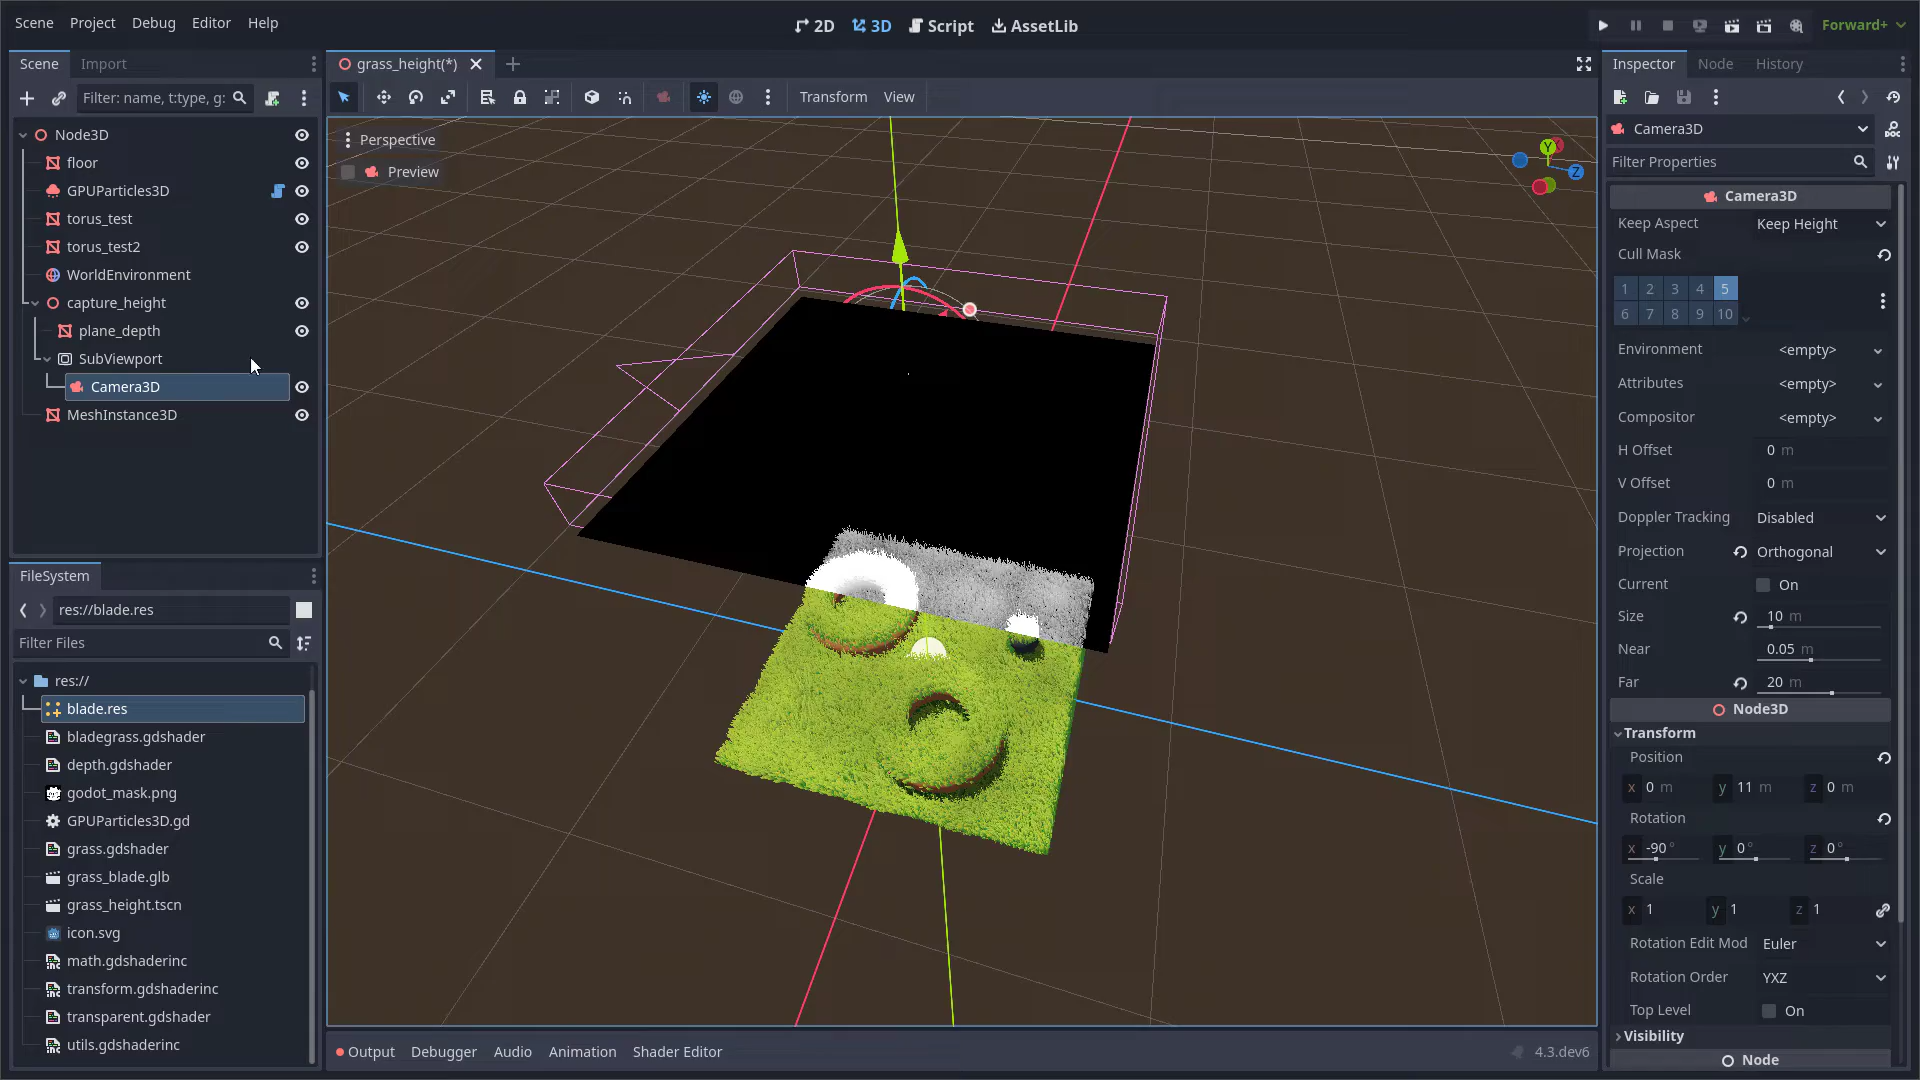 Scene Project Debug Editor Help
2D 3D Script AssetLib
Forward+
Scene Import
Filter: name, t:type, g:
Node3D
floor
GPUParticles3D
torus_test
torus_test2
WorldEnvironment
capture_height
plane_depth
SubViewport
Camera3D
MeshInstance3D
FileSystem
res://blade.res
Filter Files
res://
blade.res
bladegrass.gdshader
depth.gdshader
godot_mask.png
GPUParticles3D.gd
grass.gdshader
grass_blade.glb
grass_height.tscn
icon.svg
math.gdshaderinc
transform.gdshaderinc
transparent.gdshader
utils.gdshaderinc
grass_height(*)
Transform View
Perspective
Preview
Y
Z
Output Debugger Audio Animation Shader Editor
4.3.dev6
Inspector Node History
Camera3D
Filter Properties
Camera3D
Keep Aspect Keep Height
Cull Mask
1 2 3 4 5
6 7 8 9 10
Environment <empty>
Attributes <empty>
Compositor <empty>
H Offset 0 m
V Offset 0 m
Doppler Tracking Disabled
Projection Orthogonal
Current On
Size 10 m
Near 0.05 m
Far 20 m
Node3D
Transform
Position
x 0 m y 11 m z 0 m
Rotation
x -90 ° y 0 ° z 0 °
Scale
x 1 y 1 z 1
Rotation Edit Mod Euler
Rotation Order YXZ
Top Level On
Visibility
Node